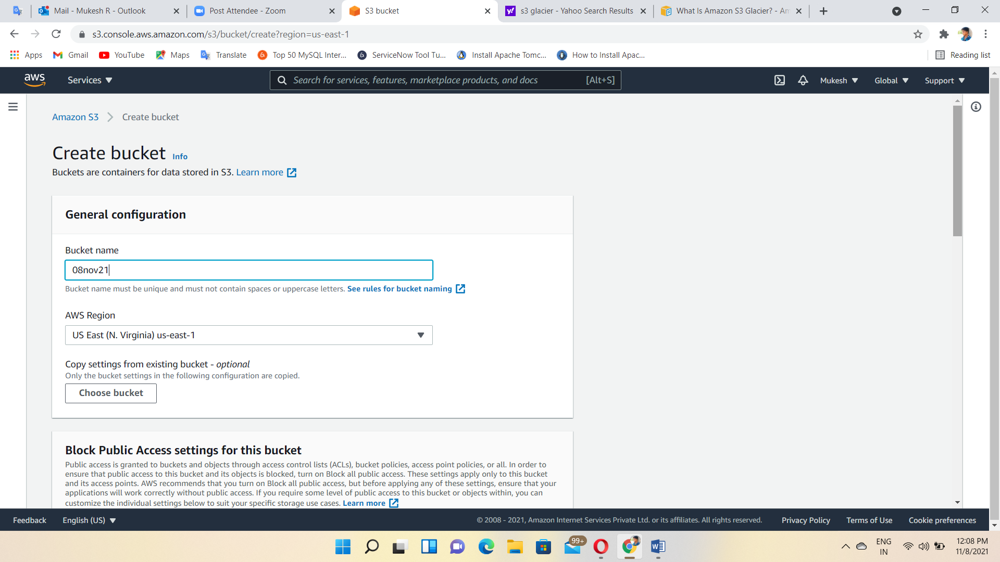 Mail - Mukesh R - Outlook
Post Attendee - Zoom
S3 bucket
s3 glacier - Yahoo Search Results
What Is Amazon S3 Glacier? - Am
s3.console.aws.amazon.com/s3/bucket/create?region=us-east-1
Apps
Gmail
YouTube
Maps
Translate
Top 50 MySQL Inter...
ServiceNow Tool Tu...
Install Apache Tomc...
How to Install Apac...
Reading list
aws
Services
Search for services, features, marketplace products, and docs
[Alt+S]
Mukesh
Global
Support
Amazon S3
Create bucket
Create bucket Info
Buckets are containers for data stored in S3. Learn more
General configuration
Bucket name
08nov21
Bucket name must be unique and must not contain spaces or uppercase letters. See rules for bucket naming
AWS Region
US East (N. Virginia) us-east-1
Copy settings from existing bucket - optional
Only the bucket settings in the following configuration are copied.
Choose bucket
Block Public Access settings for this bucket
Public access is granted to buckets and objects through access control lists (ACLs), bucket policies, access point policies, or all. In order to
ensure that public access to this bucket and its objects is blocked, turn on Block all public access. These settings apply only to this bucket
and its access points. AWS recommends that you turn on Block all public access, but before applying any of these settings, ensure that your
applications will work correctly without public access. If you require some level of public access to this bucket or objects within, you can
customize the individual settings below to suit your specific storage use cases. Learn more
Feedback
English (US)
© 2008 - 2021, Amazon Internet Services Private Ltd. or its affiliates. All rights reserved.
Privacy Policy
Terms of Use
Cookie preferences
99+
ENG
IN
12:08 PM
11/8/2021